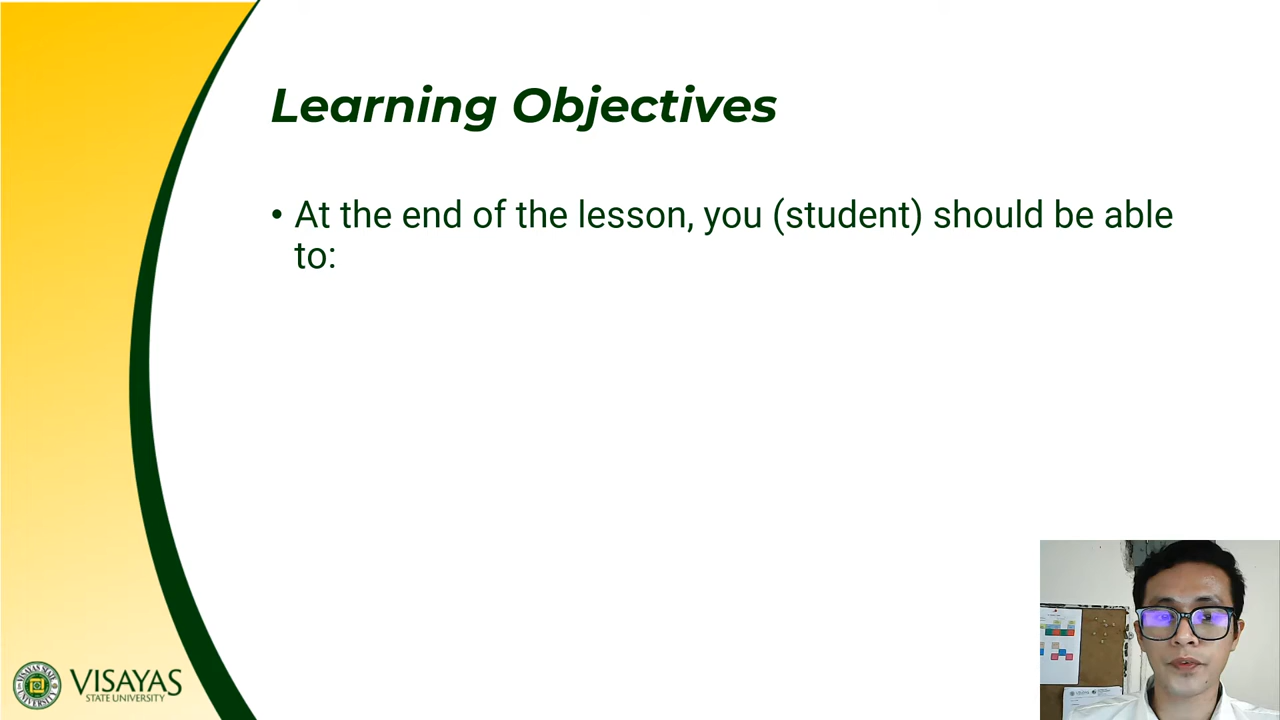 Learning Objectives
• At the end of the lesson, you (student) should be able
to:
VISAYAS
STATE UNIVERSITY